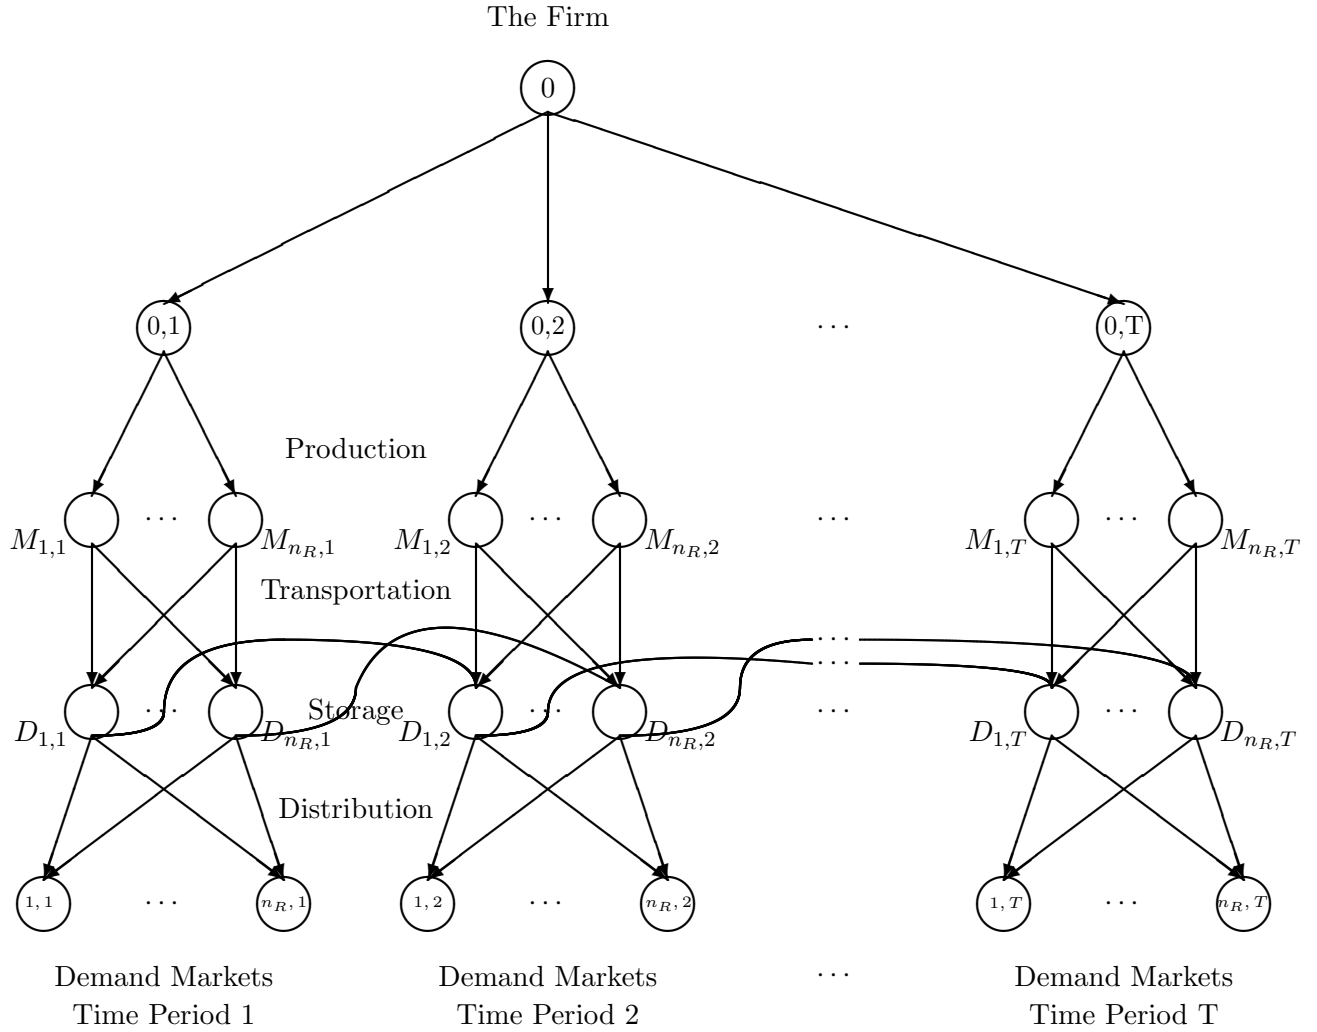 The Firm
0
0,1 0,2 ··· 0,T
Production
··· ··· ··· ···
M_{1,1} M_{n_R,1} M_{1,2} M_{n_R,2} M_{1,T} M_{n_R,T}
Transportation
···
···
··· Storage ··· ··· ···
D_{1,1} D_{n_R,1} D_{1,2} D_{n_R,2} D_{1,T} D_{n_R,T}
Distribution
1, 1 ··· n_R, 1 1, 2 ··· n_R, 2 1, T ··· n_R, T
Demand Markets Demand Markets ··· Demand Markets
Time Period 1 Time Period 2 Time Period T